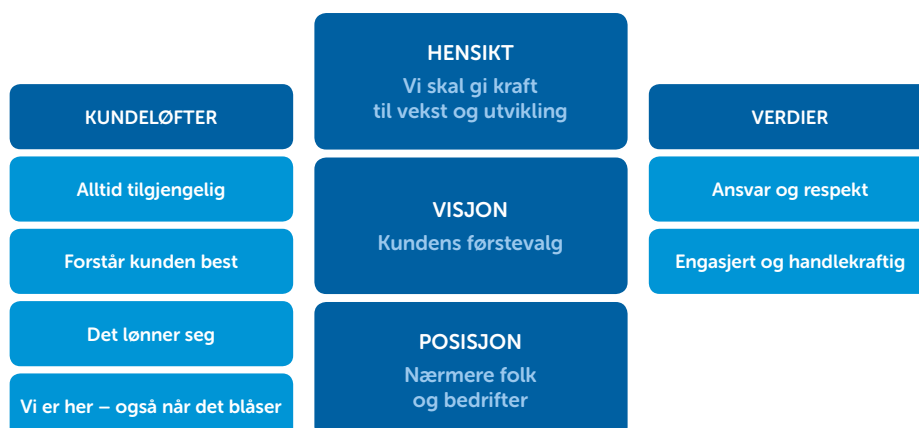 KUNDELØFTER
Alltid tilgjengelig
Forstår kunden best
Det lønner seg
Vi er her – også når det blåser
HENSIKT
Vi skal gi kraft
til vekst og utvikling
VISJON
Kundens førstevalg
POSISJON
Nærmere folk
og bedrifter
VERDIER
Ansvar og respekt
Engasjert og handlekraftig